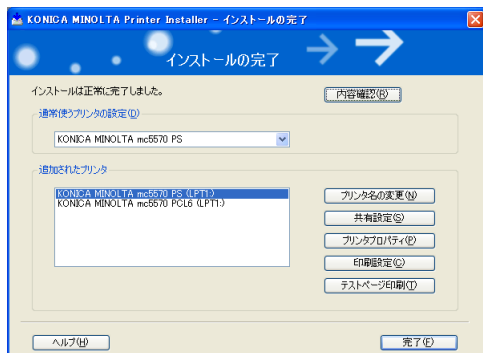 KONICA MINOLTA Printer Installer - インストールの完了
インストールの完了
インストールは正常に完了しました。
内容確認(R)
通常使うプリンタの設定(D)
KONICA MINOLTA mc5570 PS
追加されたプリンタ
KONICA MINOLTA mc5570 PS (LPT1:)
KONICA MINOLTA mc5570 PCL6 (LPT1:)
プリンタ名の変更(N)
共有設定(S)
プリンタプロパティ(P)
印刷設定(C)
テストページ印刷(T)
ヘルプ(H)
完了(F)